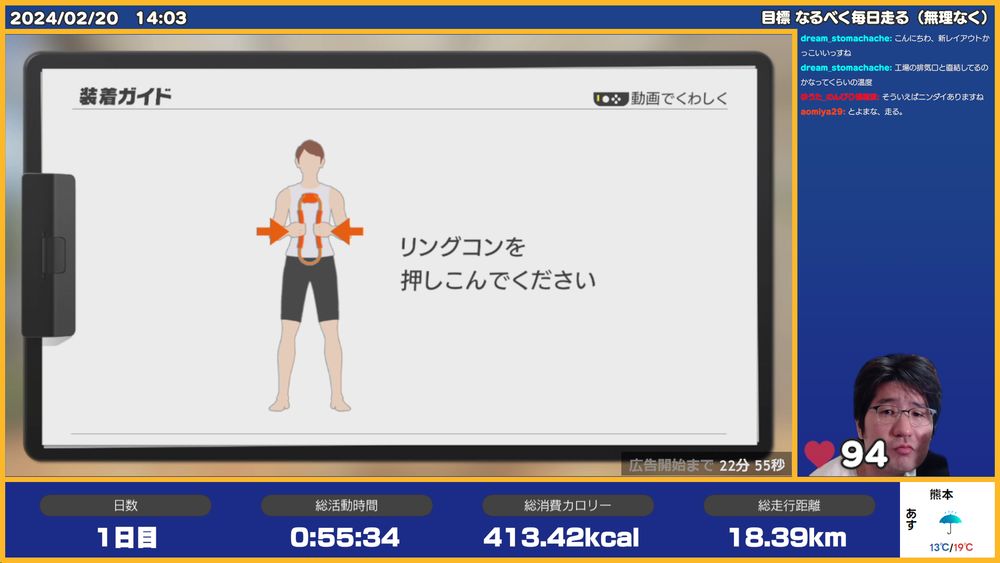 2024/02/20 14:03
目標 なるべく毎日走る（無理なく）
装着ガイド
動画でくわしく
リングコンを
押しこんでください
広告開始まで 22分 55秒
dream_stomachache: こんにちわ、新レイアウトか
っこいいっすね
dream_stomachache: 工場の排気口と直結してるの
かなってくらいの温度
そういえばニンダイありますね
aomiya29: とよまな、走る。
94
日数
1日目
総活動時間
0:55:34
総消費カロリー
413.42kcal
総走行距離
18.39km
熊本
あす
13℃/19℃